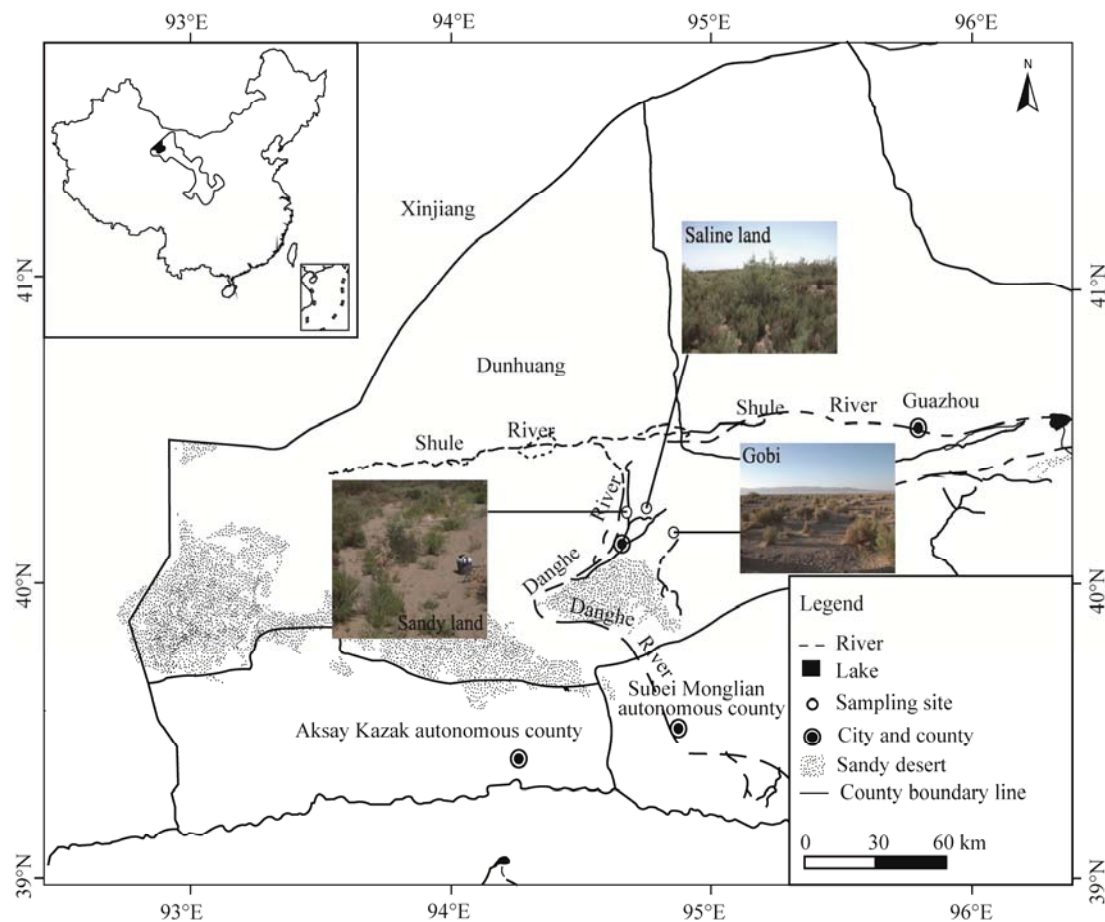 93°E
94°E
95°E
96°E
N
Xinjiang
Saline land
41°N
41°N
Dunhuang
Guazhou
Shule
River
Shule
River
Gobi
River
Danghe
40°N
40°N
Danghe
River
Sandy land
Subei Monglian
autonomous county
Aksay Kazak autonomous county
Legend
River
Lake
Sampling site
City and county
Sandy desert
County boundary line
0
30
60 km
39°N
39°N
93°E
94°E
95°E
96°E